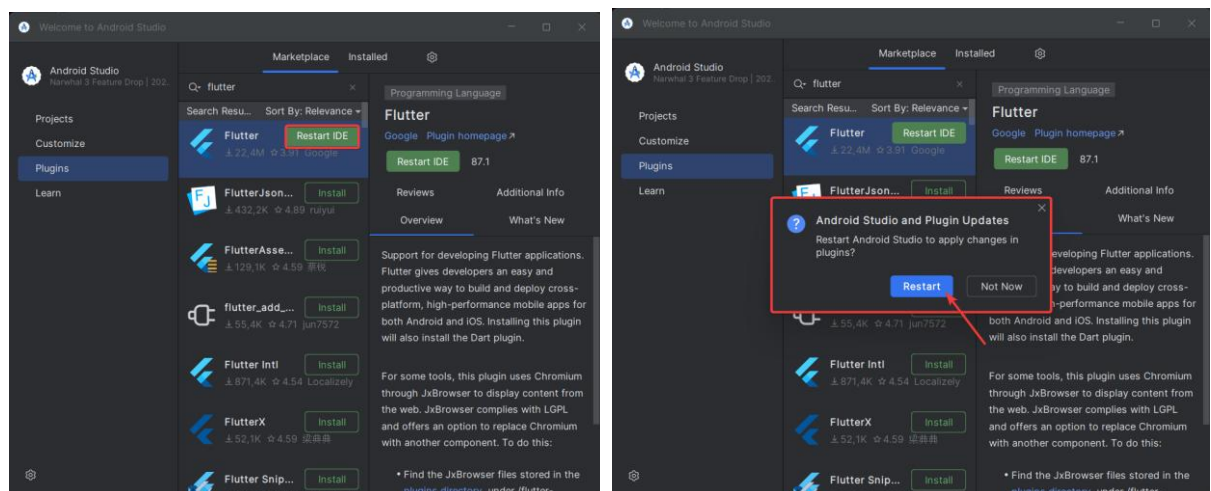 Welcome to Android Studio
Marketplace Installed
Android Studio
Narwhal 3 Feature Drop | 202.
Projects
Customize
Plugins
Learn
flutter
Search Resu... Sort By: Relevance
Flutter Restart IDE
22,4M 3.91 Google
FlutterJson... Install
432,2K 4.89 ruiyui
FlutterAsse... Install
129,1K 4.59
flutter_add_... Install
55,4K 4.71 jun7572
Flutter Intl Install
871,4K 4.54 Localizely
FlutterX Install
52,1K 4.59 梁典典
Flutter Snip... Install
Programming Language
Flutter
Google Plugin homepage
Restart IDE 87.1
Reviews Additional Info
Overview What's New
Support for developing Flutter applications.
Flutter gives developers an easy and
productive way to build and deploy cross-
platform, high-performance mobile apps for
both Android and iOS. Installing this plugin
will also install the Dart plugin.
For some tools, this plugin uses Chromium
through JxBrowser to display content from
the web. JxBrowser complies with LGPL
and offers an option to replace Chromium
with another component. To do this:
• Find the JxBrowser files stored in the
plugins directory, under /flutter-
Welcome to Android Studio
Marketplace Installed
Android Studio
Narwhal 3 Feature Drop | 202.
Projects
Customize
Plugins
Learn
flutter
Search Resu... Sort By: Relevance
Flutter Restart IDE
22,4M 3.91 Google
FlutterJson... Install
55,4K 4.71 jun7572
Flutter Intl Install
871,4K 4.54 Localizely
FlutterX Install
52,1K 4.59 梁典典
Flutter Snip... Install
Android Studio and Plugin Updates
Restart Android Studio to apply changes in
plugins?
Restart Not Now
Programming Language
Flutter
Google Plugin homepage
Restart IDE 87.1
Reviews Additional Info
What's New
eveloping Flutter applications.
developers an easy and
ay to build and deploy cross-
h-performance mobile apps for
both Android and iOS. Installing this plugin
will also install the Dart plugin.
For some tools, this plugin uses Chromium
through JxBrowser to display content from
the web. JxBrowser complies with LGPL
and offers an option to replace Chromium
with another component. To do this:
• Find the JxBrowser files stored in the
plugins directory, under /flutter-